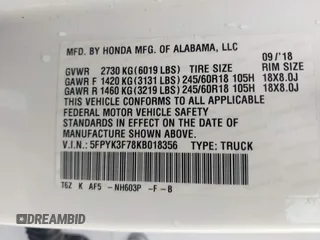 MFD. BY HONDA MFG. OF ALABAMA, LLC
09/'18
GVWR 2730 KG(6019 LBS) TIRE SIZE RIM SIZE
GAWR F 1420 KG(3131 LBS) 245/60R18 105H 18X8.0J
GAWR R 1460 KG(3219 LBS) 245/60R18 105H 18X8.0J
THIS VEHICLE CONFORMS TO ALL APPLICABLE
FEDERAL MOTOR VEHICLE SAFETY
STANDARDS IN EFFECT ON THE DATE OF
MANUFACTURE SHOWN ABOVE.
V.I.N.: 5FPYK3F78KB018356 TYPE: TRUCK
T6Z K AF5 -NH603P -F -B
DREAMBID